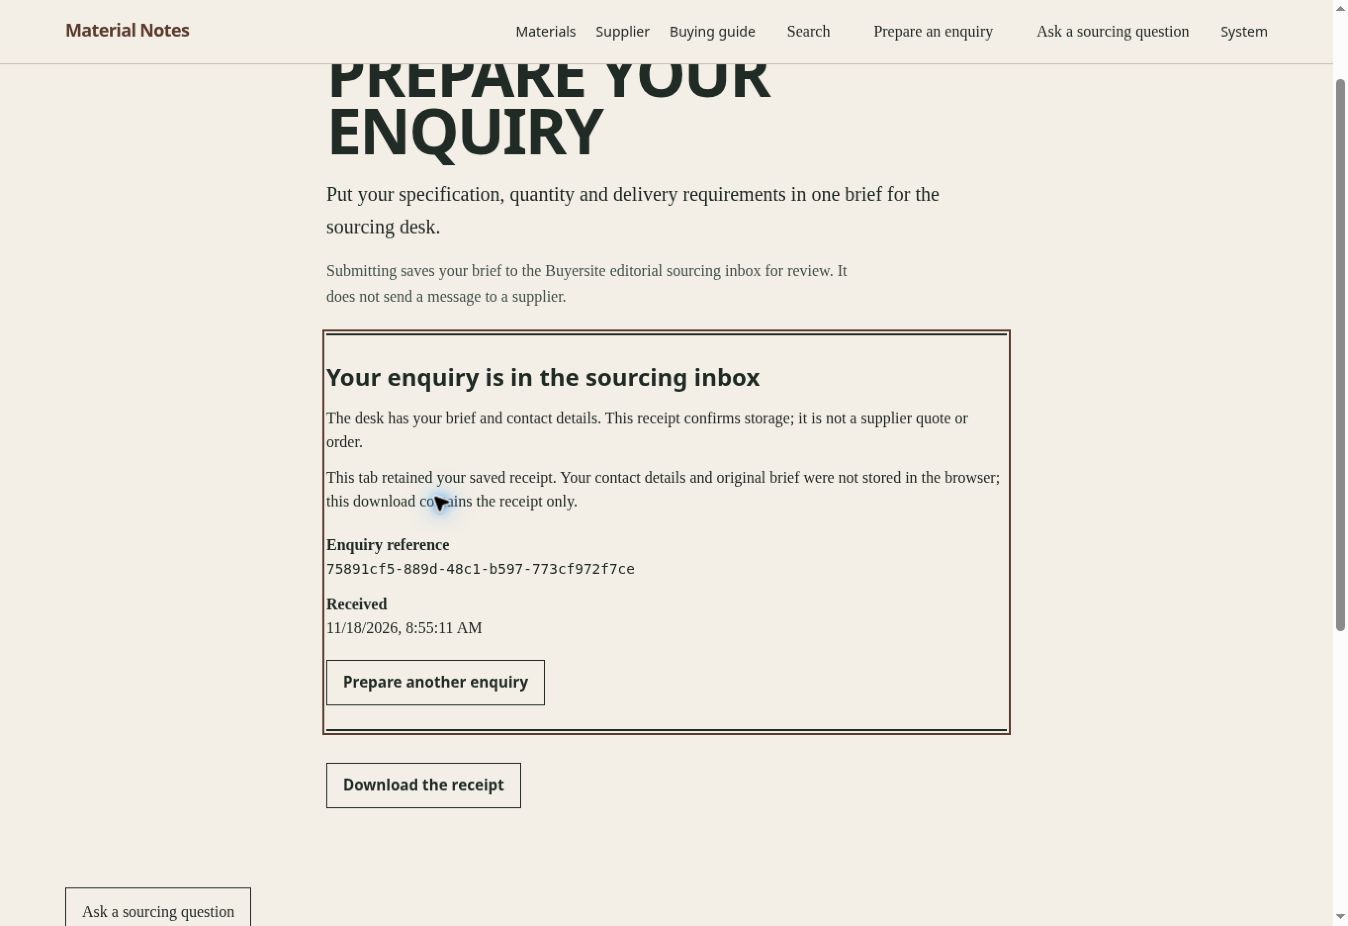 Material Notes
Materials Supplier Buying guide Search Prepare an enquiry Ask a sourcing question System
PREPARE YOUR
ENQUIRY
Put your specification, quantity and delivery requirements in one brief for the
sourcing desk.
Submitting saves your brief to the Buyersite editorial sourcing inbox for review. It
does not send a message to a supplier.
Your enquiry is in the sourcing inbox
The desk has your brief and contact details. This receipt confirms storage; it is not a supplier quote or
order.
This tab retained your saved receipt. Your contact details and original brief were not stored in the browser;
this download contains the receipt only.
Enquiry reference
75891cf5-889d-48c1-b597-773cf972f7ce
Received
11/18/2026, 8:55:11 AM
Prepare another enquiry
Download the receipt
Ask a sourcing question